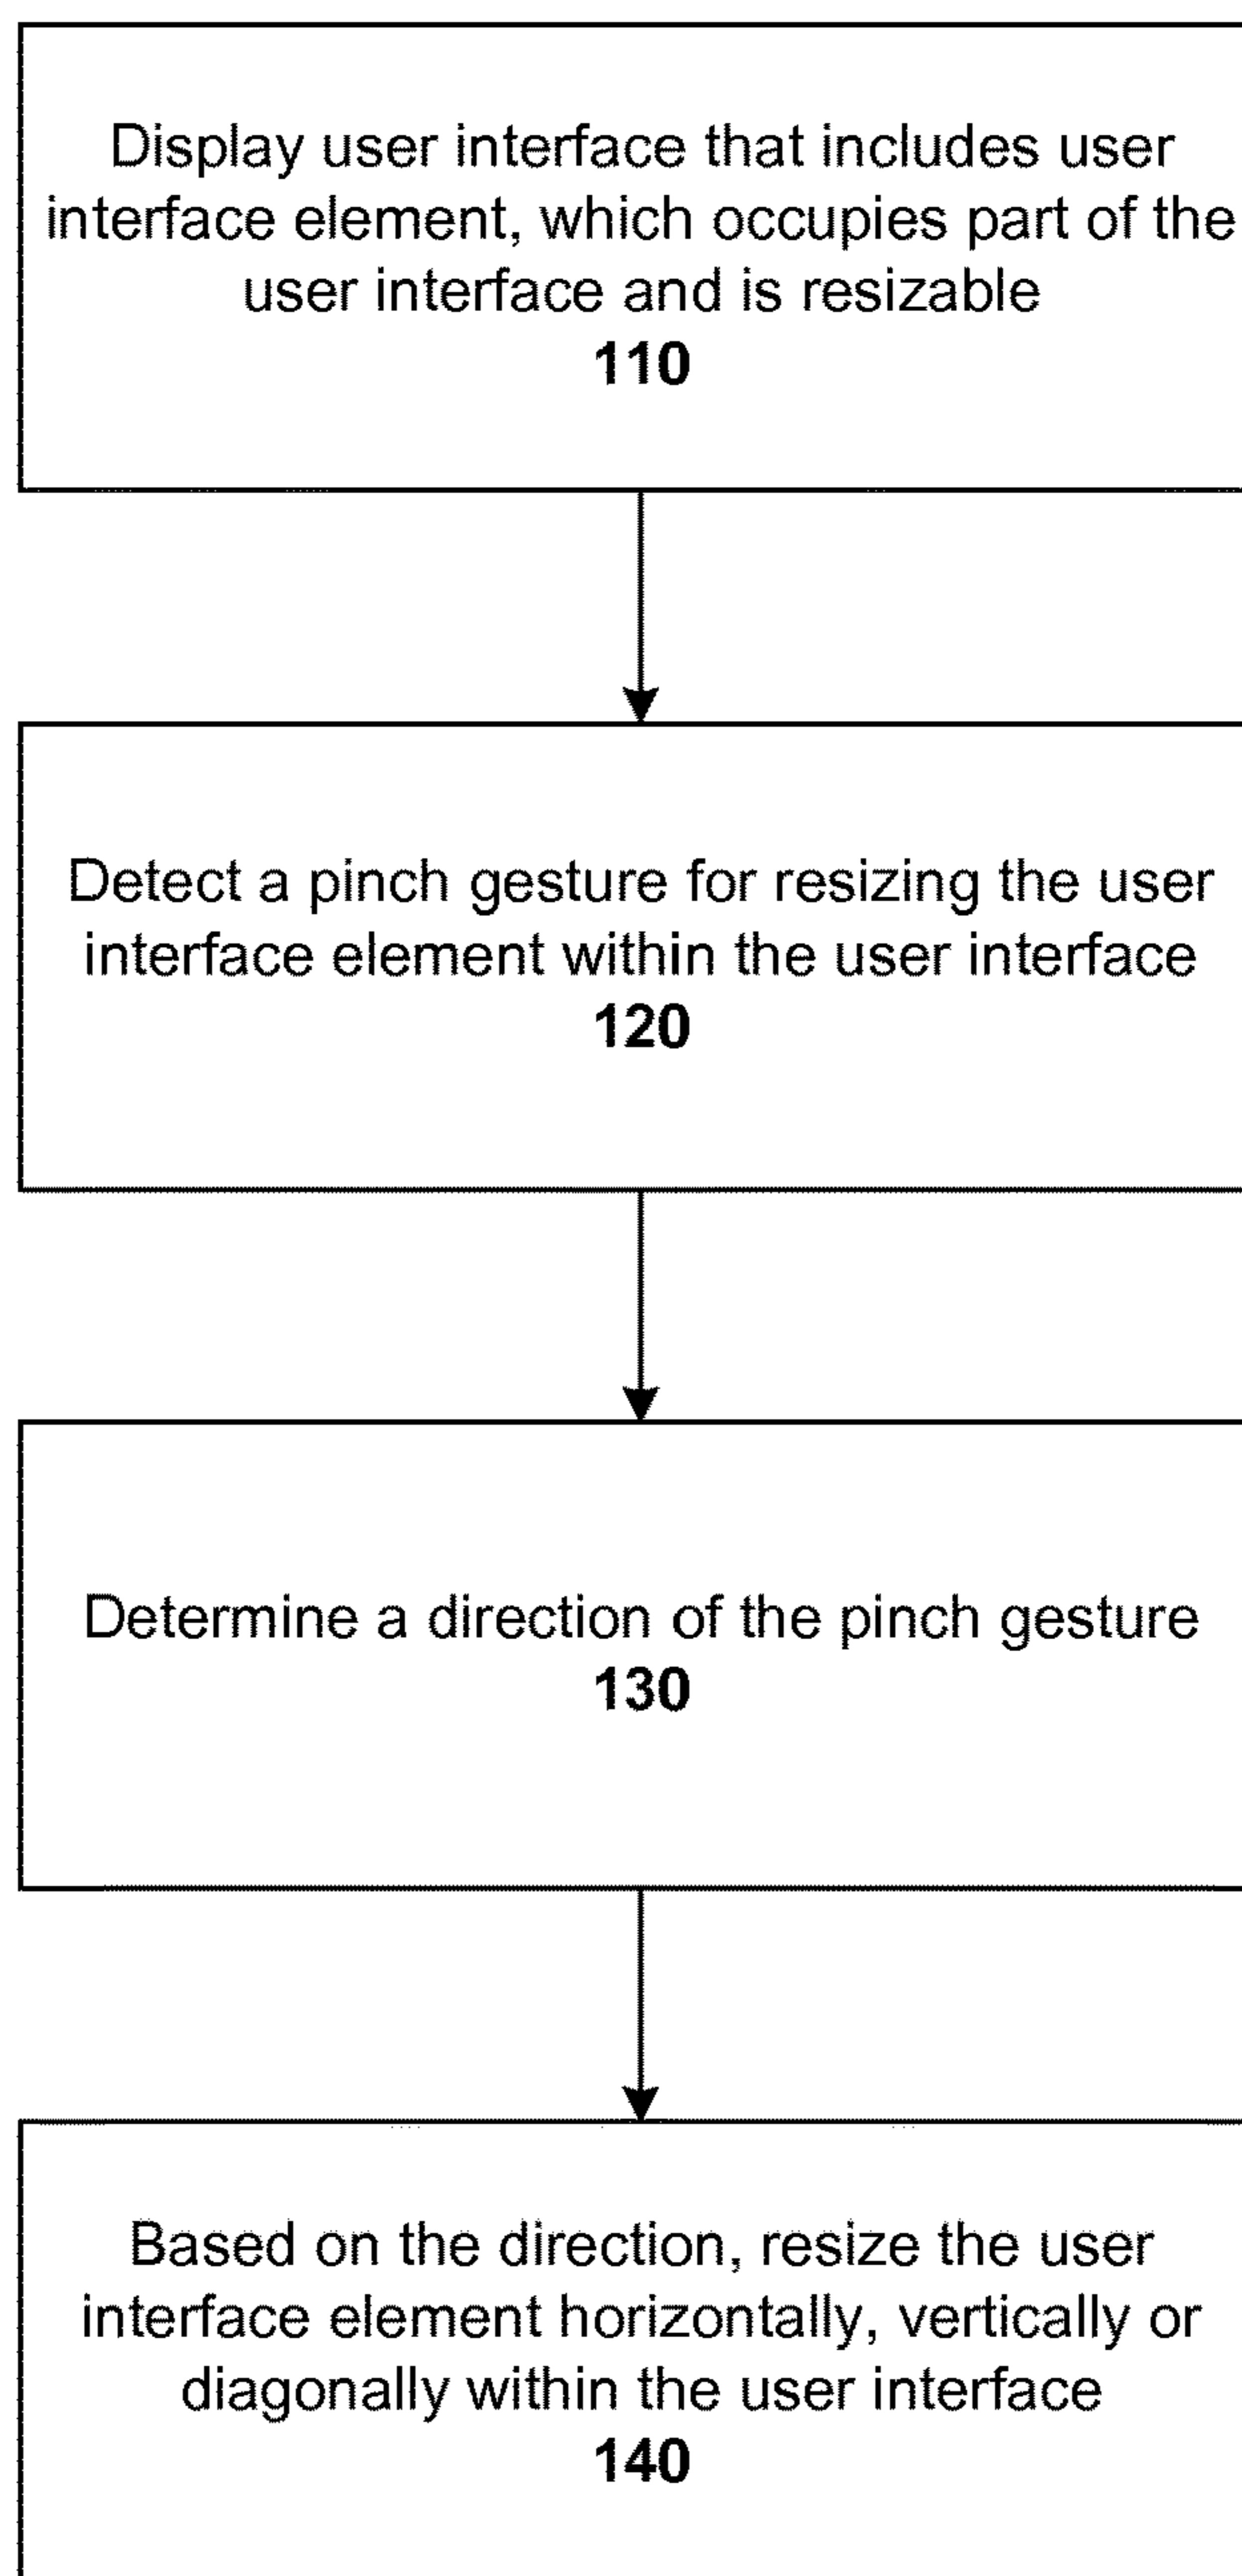 Display user interface that includes user
interface element, which occupies part of the
user interface and is resizable
110
Detect a pinch gesture for resizing the user
interface element within the user interface
120
Determine a direction of the pinch gesture
130
Based on the direction, resize the user
interface element horizontally, vertically or
diagonally within the user interface
140